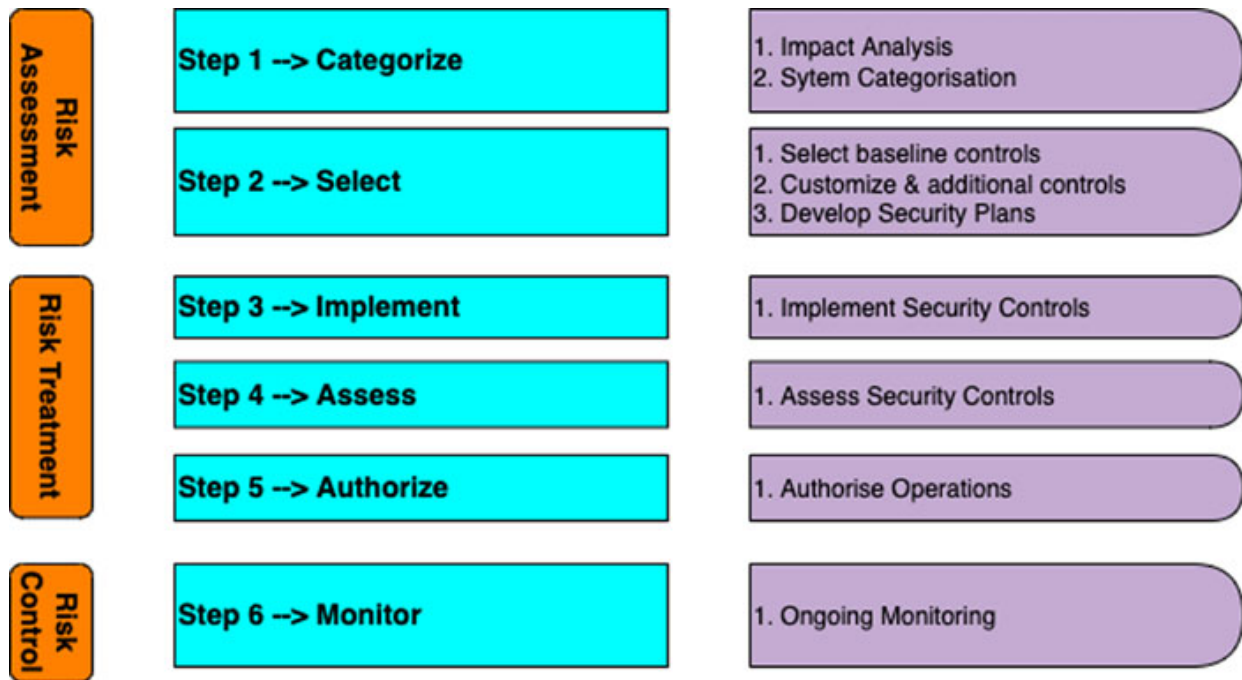 Risk
Assessment
Step 1 --> Categorize
1. Impact Analysis
2. Sytem Categorisation
Step 2 --> Select
1. Select baseline controls
2. Customize & additional controls
3. Develop Security Plans
Risk Treatment
Step 3 --> Implement
1. Implement Security Controls
Step 4 --> Assess
1. Assess Security Controls
Step 5 --> Authorize
1. Authorise Operations
Risk
Control
Step 6 --> Monitor
1. Ongoing Monitoring